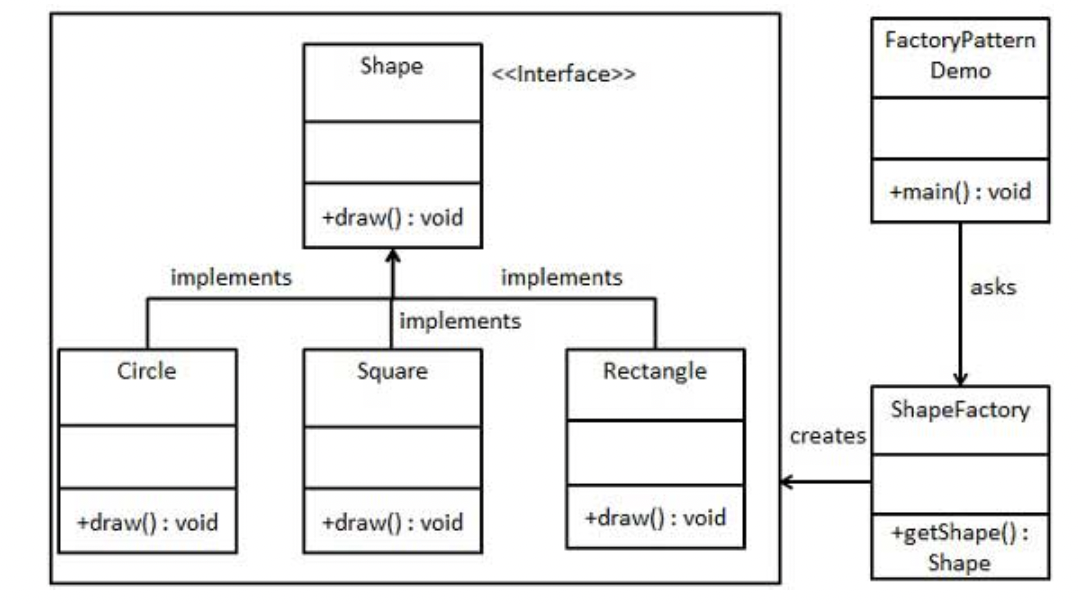 Shape
<<Interface>>
+draw() : void
implements
implements
implements
Circle
+draw() : void
Square
+draw() : void
Rectangle
+draw() : void
FactoryPattern
Demo
+main() : void
asks
ShapeFactory
+getShape() :
Shape
creates